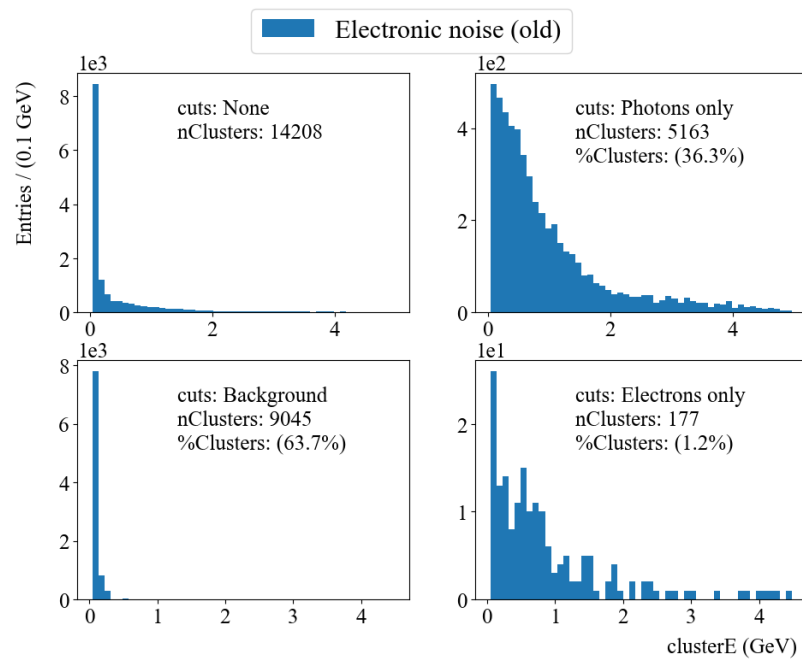 Electronic noise (old)
1e3
cuts: None
nClusters: 14208
Entries / (0.1 GeV)
8
6
4
2
0
0
2
4
1e2
cuts: Photons only
nClusters: 5163
%Clusters: (36.3%)
4
2
0
0
2
4
1e3
cuts: Background
nClusters: 9045
%Clusters: (63.7%)
8
6
4
2
0
0
1
2
3
4
1e1
cuts: Electrons only
nClusters: 177
%Clusters: (1.2%)
2
1
0
0
1
2
3
4
clusterE (GeV)